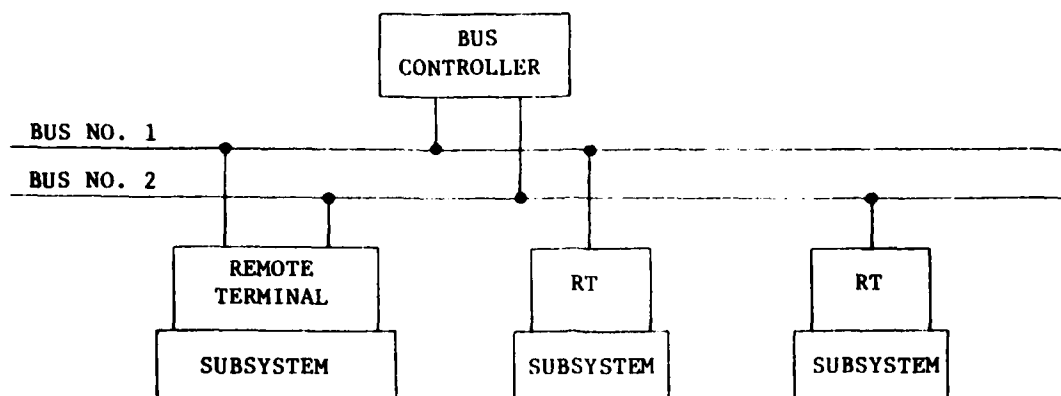 BUS
CONTROLLER
BUS NO. 1
BUS NO. 2
REMOTE
TERMINAL
RT
RT
SUBSYSTEM
SUBSYSTEM
SUBSYSTEM